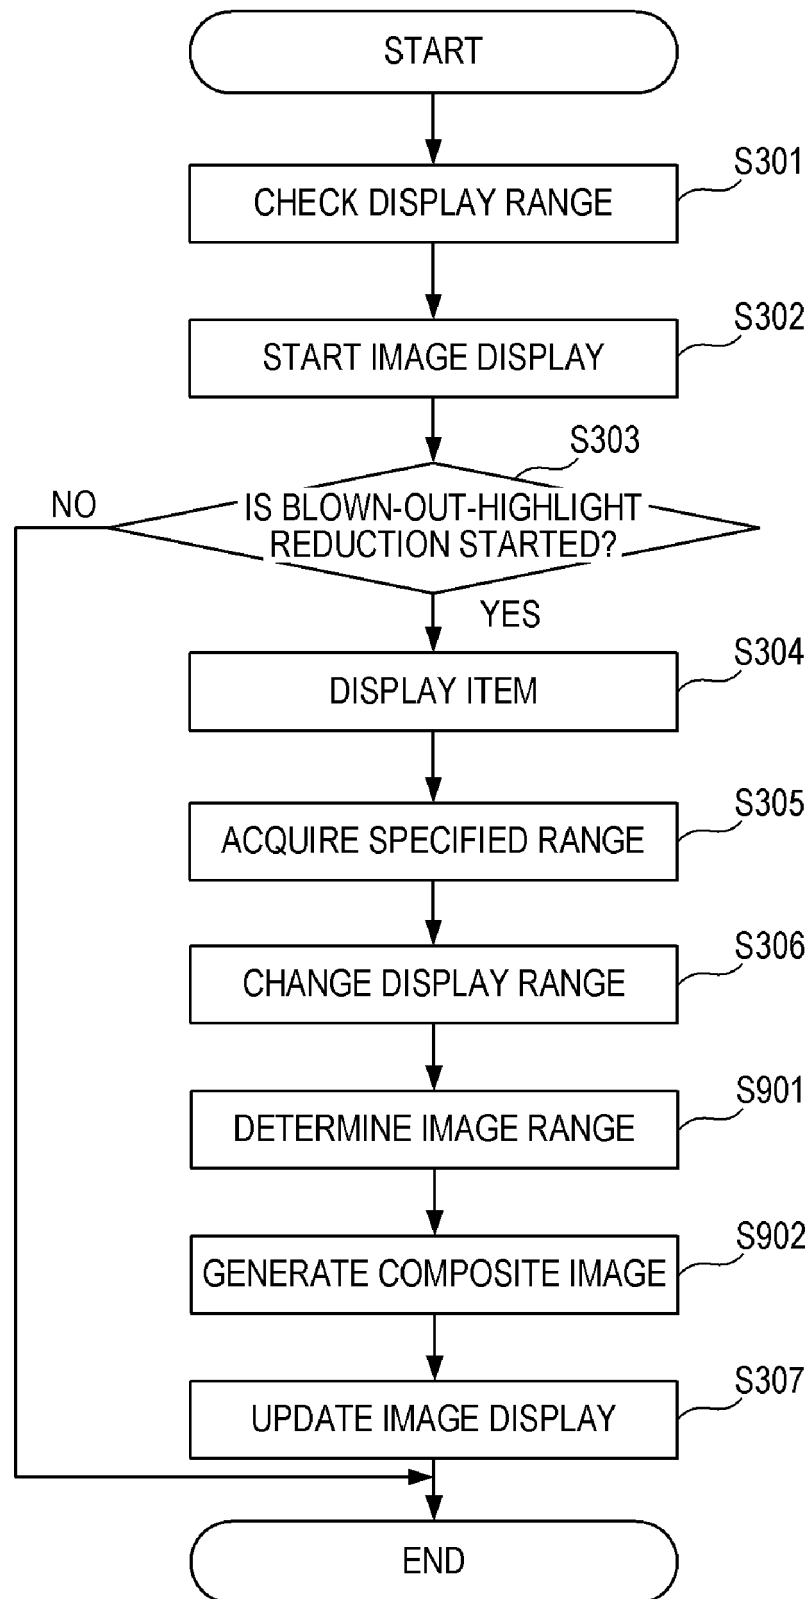 START
S301
CHECK DISPLAY RANGE
S302
START IMAGE DISPLAY
S303
NO
IS BLOWN-OUT-HIGHLIGHT
REDUCTION STARTED?
YES
S304
DISPLAY ITEM
S305
ACQUIRE SPECIFIED RANGE
S306
CHANGE DISPLAY RANGE
S901
DETERMINE IMAGE RANGE
S902
GENERATE COMPOSITE IMAGE
S307
UPDATE IMAGE DISPLAY
END